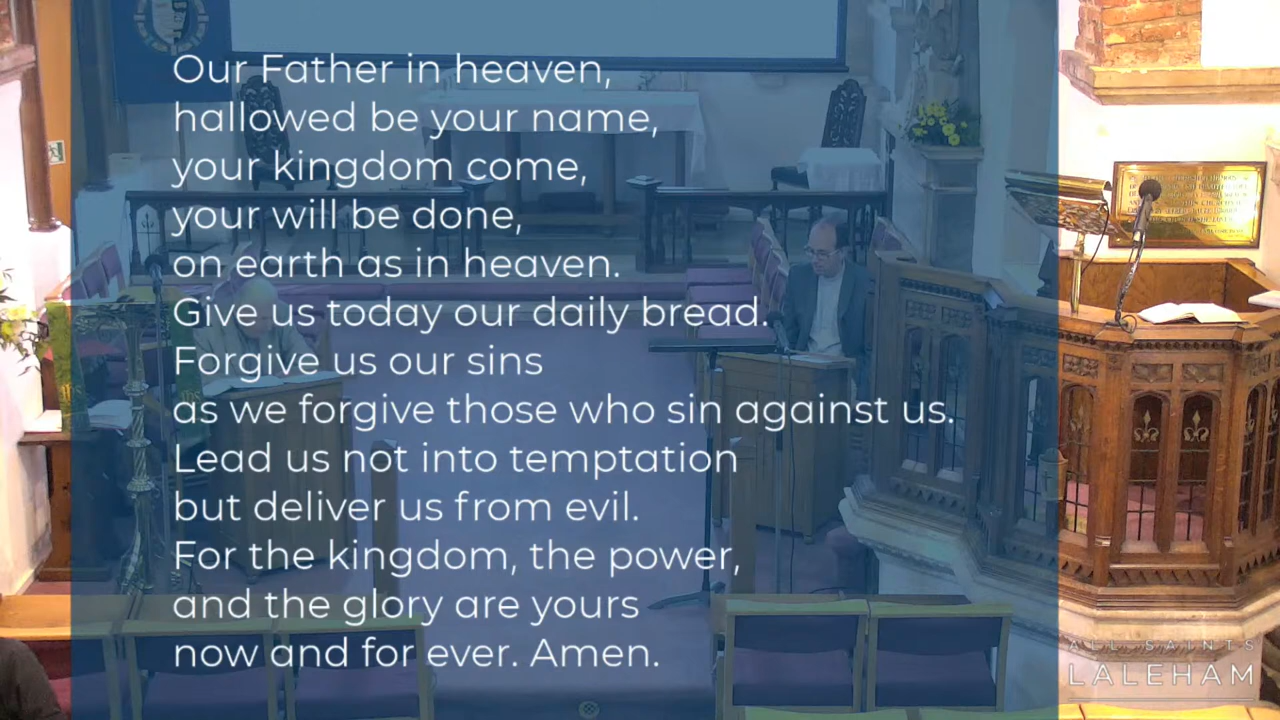 Our Father in heaven,
hallowed be your name,
your kingdom come,
your will be done,
on earth as in heaven.
Give us today our daily bread.
Forgive us our sins
as we forgive those who sin against us.
Lead us not into temptation
but deliver us from evil.
For the kingdom, the power,
and the glory are yours
now and for ever. Amen.
ALL SAINTS
LALEHAM